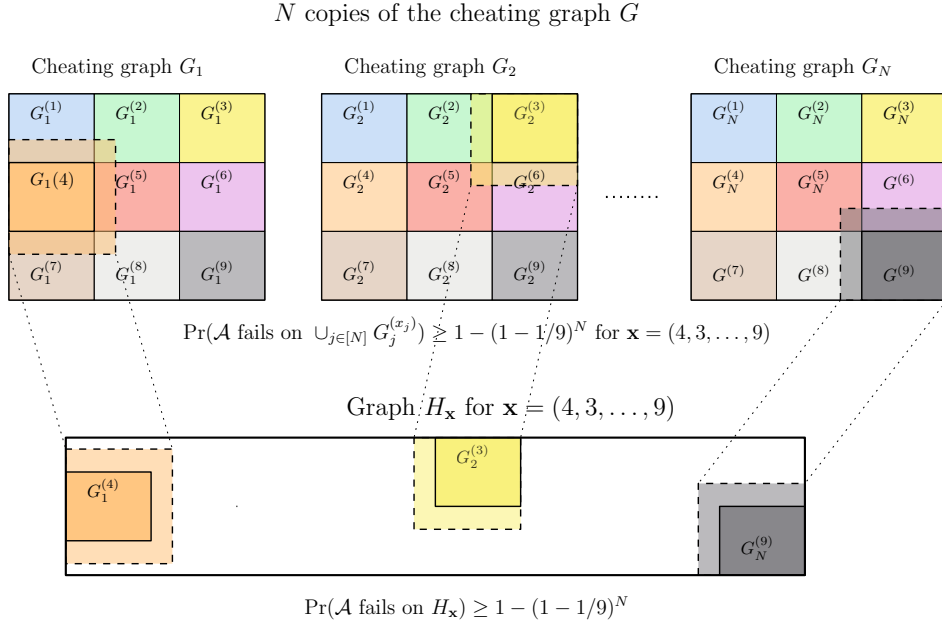 N copies of the cheating graph G
Cheating graph G_1
Cheating graph G_2
Cheating graph G_N
G_1^{(1)} G_1^{(2)} G_1^{(3)}
G_2^{(1)} G_2^{(2)} G_2^{(3)}
G_N^{(1)} G_N^{(2)} G_N^{(3)}
G_1(4) G_1^{(5)} G_1^{(6)}
G_2^{(4)} G_2^{(5)} G_2^{(6)}
........
G_N^{(4)} G_N^{(5)} G^{(6)}
G_1^{(7)} G_1^{(8)} G_1^{(9)}
G_2^{(7)} G_2^{(8)} G_2^{(9)}
G^{(7)} G^{(8)} G^{(9)}
Pr(𝒜 fails on ∪_{j∈[N]} G_j^{(x_j)}) ≥ 1 − (1 − 1/9)^N for 𝐱 = (4, 3, . . . , 9)
Graph H_𝐱 for 𝐱 = (4, 3, . . . , 9)
G_1^{(4)}
G_2^{(3)}
G_N^{(9)}
Pr(𝒜 fails on H_𝐱) ≥ 1 − (1 − 1/9)^N